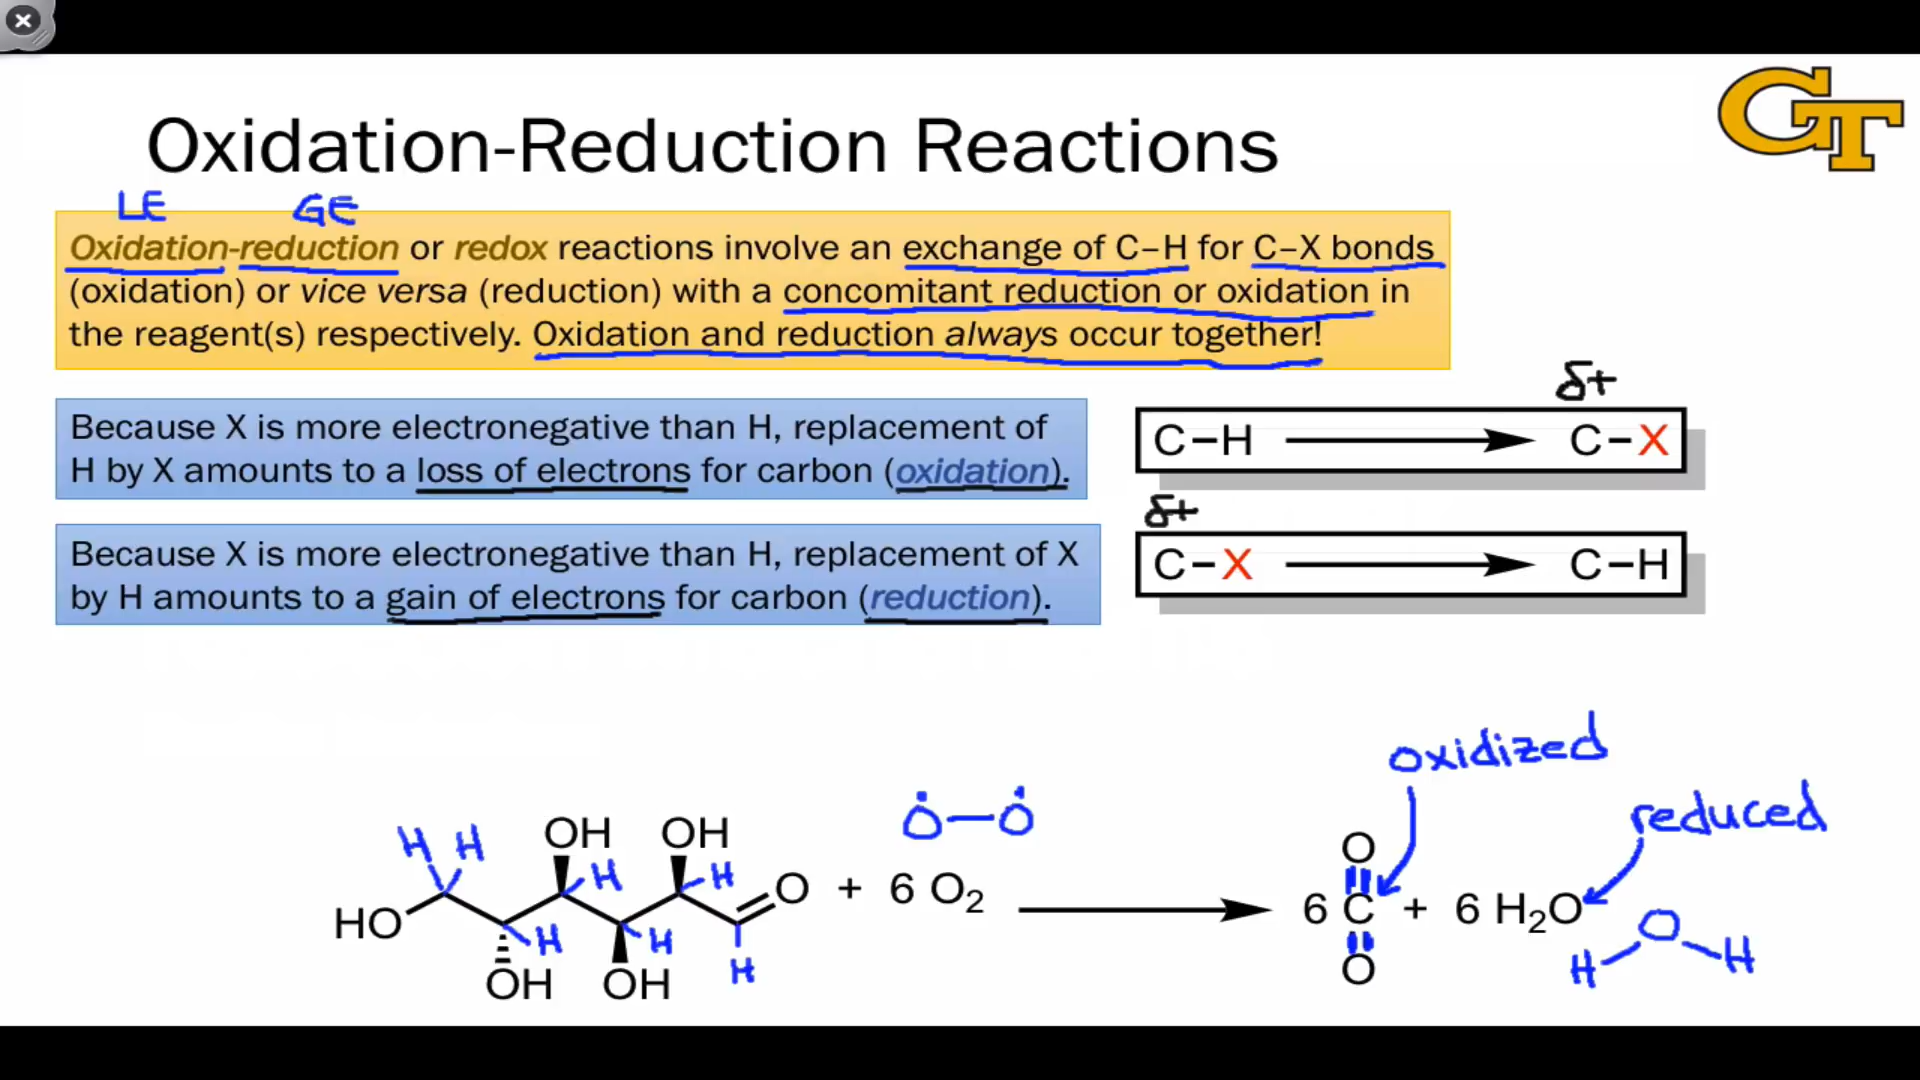 GT
Oxidation-Reduction Reactions
LE GE
Oxidation-reduction or redox reactions involve an exchange of C–H for C–X bonds
(oxidation) or vice versa (reduction) with a concomitant reduction or oxidation in
the reagent(s) respectively. Oxidation and reduction always occur together!
Because X is more electronegative than H, replacement of
H by X amounts to a loss of electrons for carbon (oxidation).
δ+
C–H C–X
Because X is more electronegative than H, replacement of X
by H amounts to a gain of electrons for carbon (reduction).
δ+
C–X C–H
oxidized
reduced
H H OH H OH H O
HO H OH H OH H
Ȯ–Ȯ
+ 6 O₂
O
6 C + 6 H₂O
O
H O H